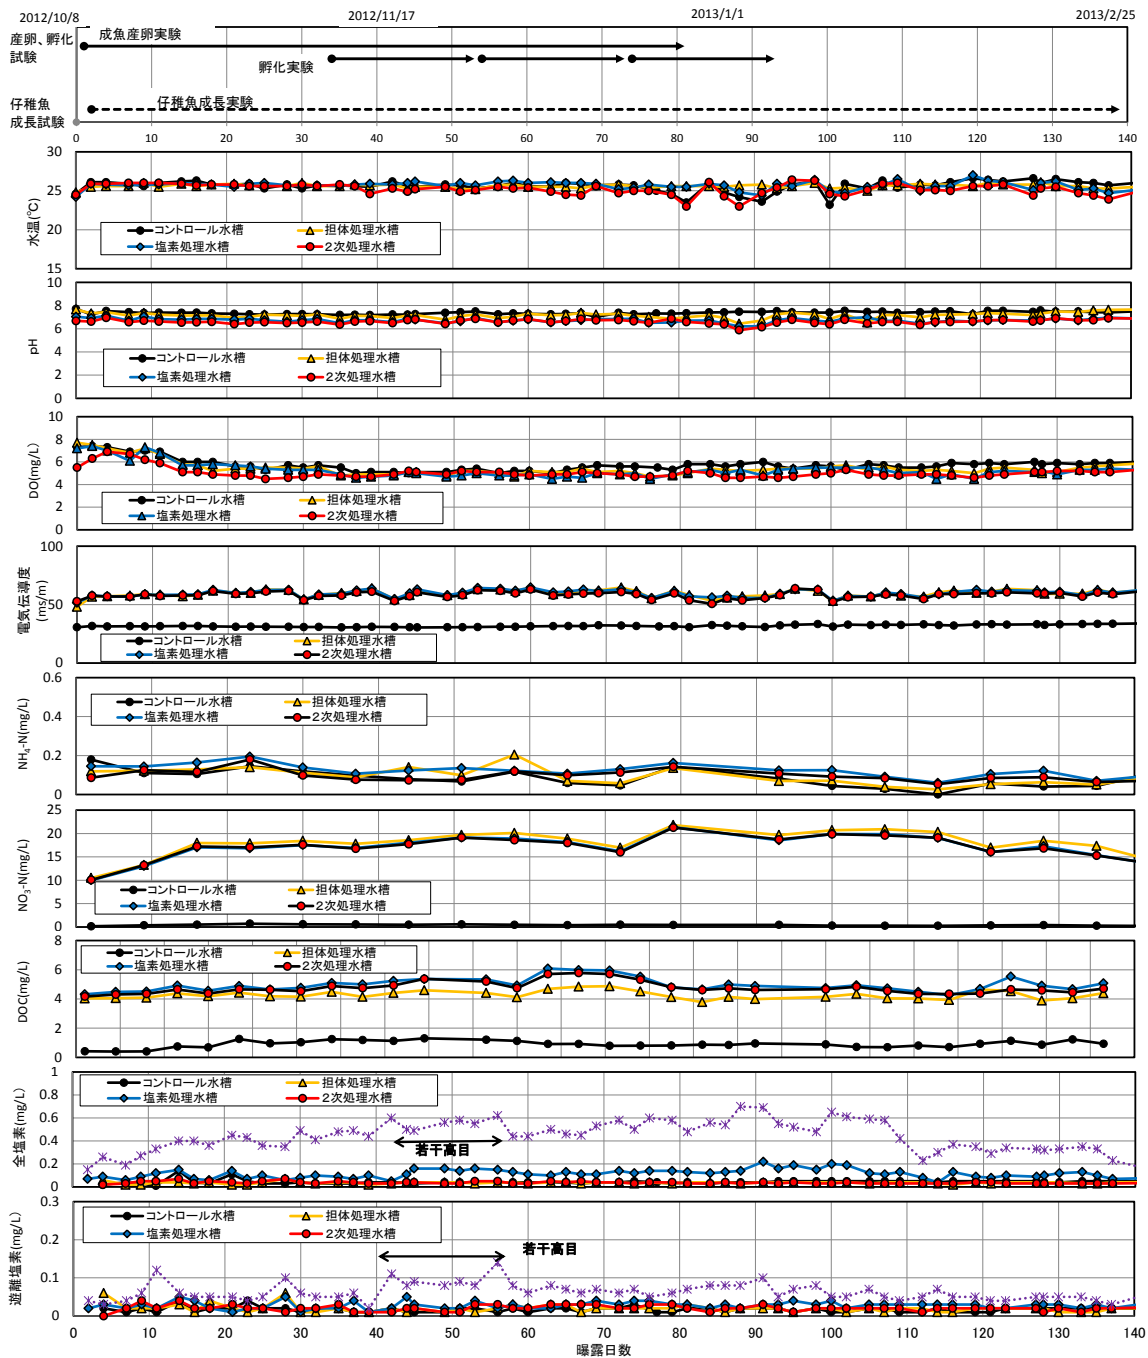 2012/10/8
2012/11/17
2013/1/1
2013/2/25
産卵、孵化
試験
成魚産卵実験
孵化実験
仔稚魚
成長試験
仔稚魚成長実験
0 10 20 30 40 50 60 70 80 90 100 110 120 130 140
水温(℃)
30
25
20
15
コントロール水槽
担体処理水槽
塩素処理水槽
2次処理水槽
pH
10
8
6
4
2
0
コントロール水槽
担体処理水槽
塩素処理水槽
2次処理水槽
DO(mg/L)
10
8
6
4
2
0
コントロール水槽
担体処理水槽
塩素処理水槽
2次処理水槽
電気伝導度
(ms/m)
100
50
0
コントロール水槽
担体処理水槽
塩素処理水槽
2次処理水槽
NH₄-N(mg/L)
0.6
0.4
0.2
0
コントロール水槽
担体処理水槽
塩素処理水槽
2次処理水槽
NO₃-N(mg/L)
25
20
15
10
5
0
コントロール水槽
担体処理水槽
塩素処理水槽
2次処理水槽
DOC(mg/L)
8
6
4
2
0
コントロール水槽
担体処理水槽
塩素処理水槽
2次処理水槽
全塩素(mg/L)
1
0.8
0.6
0.4
0.2
0
コントロール水槽
担体処理水槽
塩素処理水槽
2次処理水槽
若干高目
遊離塩素(mg/L)
0.3
0.2
0.1
0
コントロール水槽
担体処理水槽
塩素処理水槽
2次処理水槽
若干高目
0 10 20 30 40 50 60 70 80 90 100 110 120 130 140
曝露日数